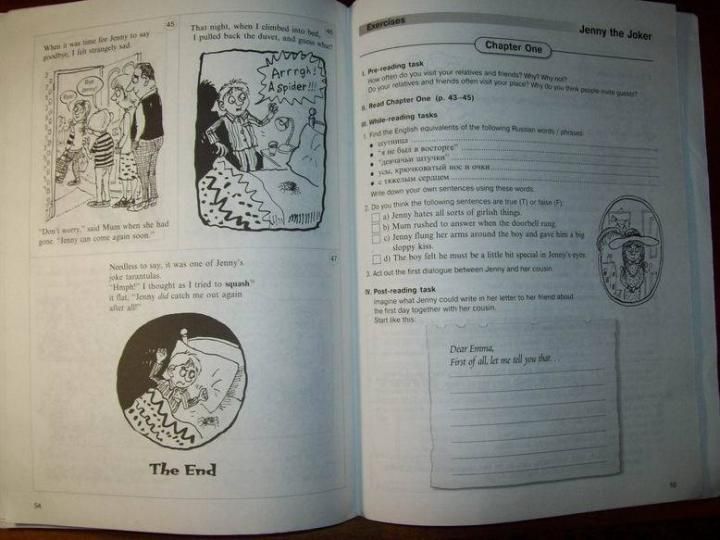 45
When it was time for Jenny to say
goodbye, I felt strangely sad.
Bye!
Bye
Jenny!
"Don't worry," said Mum when she had
gone. "Jenny can come again soon."
46
That night, when I climbed into bed,
I pulled back the duvet, and guess what?
Arrrgh!
A spider!!!
47
Needless to say, it was one of Jenny's
joke tarantulas.
"Hmph!" I thought as I tried to squash
it flat, "Jenny did catch me out again
after all!"
The End
54
Exercises
Jenny the Joker
Chapter One
I. Pre-reading task
How often do you visit your relatives and friends? Why? Why not?
Do your relatives and friends often visit your place? Why do you think people invite guests?
II. Read Chapter One (p. 43–45)
III. While-reading tasks
1. Find the English equivalents of the following Russian words / phrases:
• шутница
• "я не был в восторге"
• "девчачьи штучки"
• усы, крючковатый нос и очки
• с тяжелым сердцем
Write down your own sentences using these words.
2. Do you think the following sentences are true (T) or false (F):
a) Jenny hates all sorts of girlish things.
b) Mum rushed to answer when the doorbell rang.
c) Jenny flung her arms around the boy and gave him a big
sloppy kiss.
d) The boy felt he must be a little bit special in Jenny's eyes.
3. Act out the first dialogue between Jenny and her cousin.
IV. Post-reading task
Imagine what Jenny could write in her letter to her friend about
the first day together with her cousin.
Start like this:
Dear Emma,
First of all, let me tell you that. . .